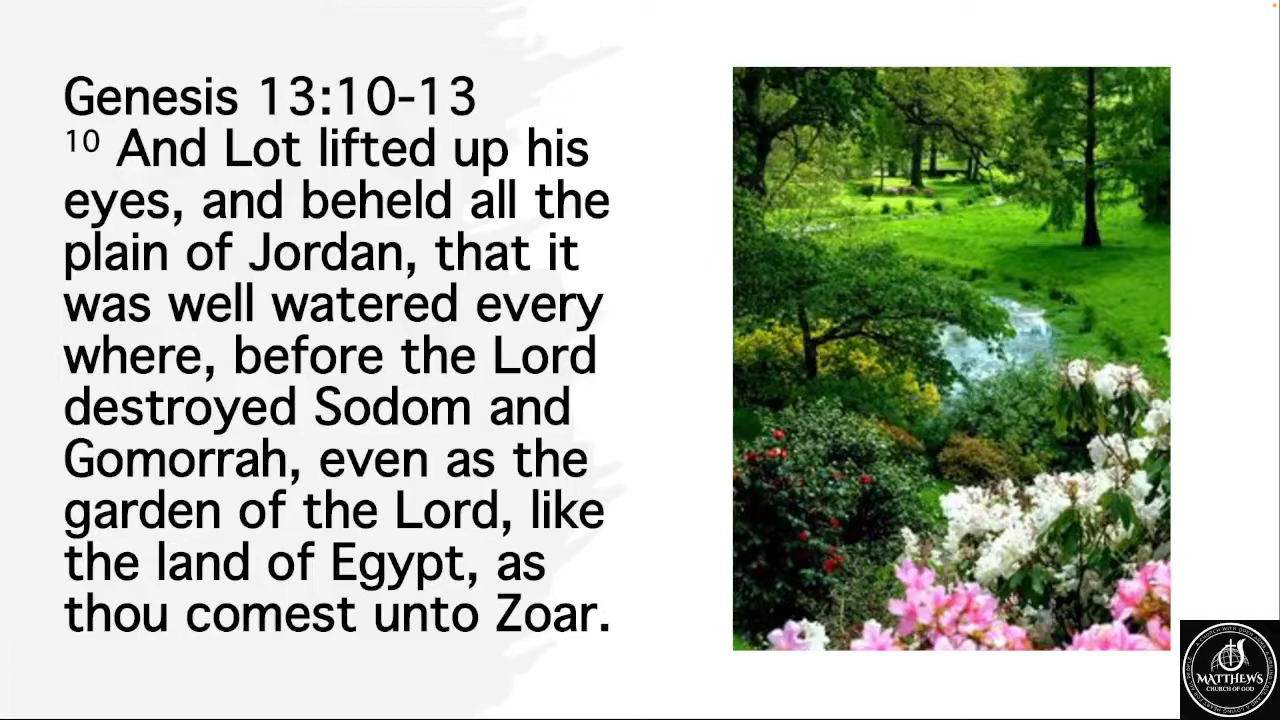 Genesis 13:10-13
10 And Lot lifted up his
eyes, and beheld all the
plain of Jordan, that it
was well watered every
where, before the Lord
destroyed Sodom and
Gomorrah, even as the
garden of the Lord, like
the land of Egypt, as
thou comest unto Zoar.
MATTHEWS
CHURCH OF GOD